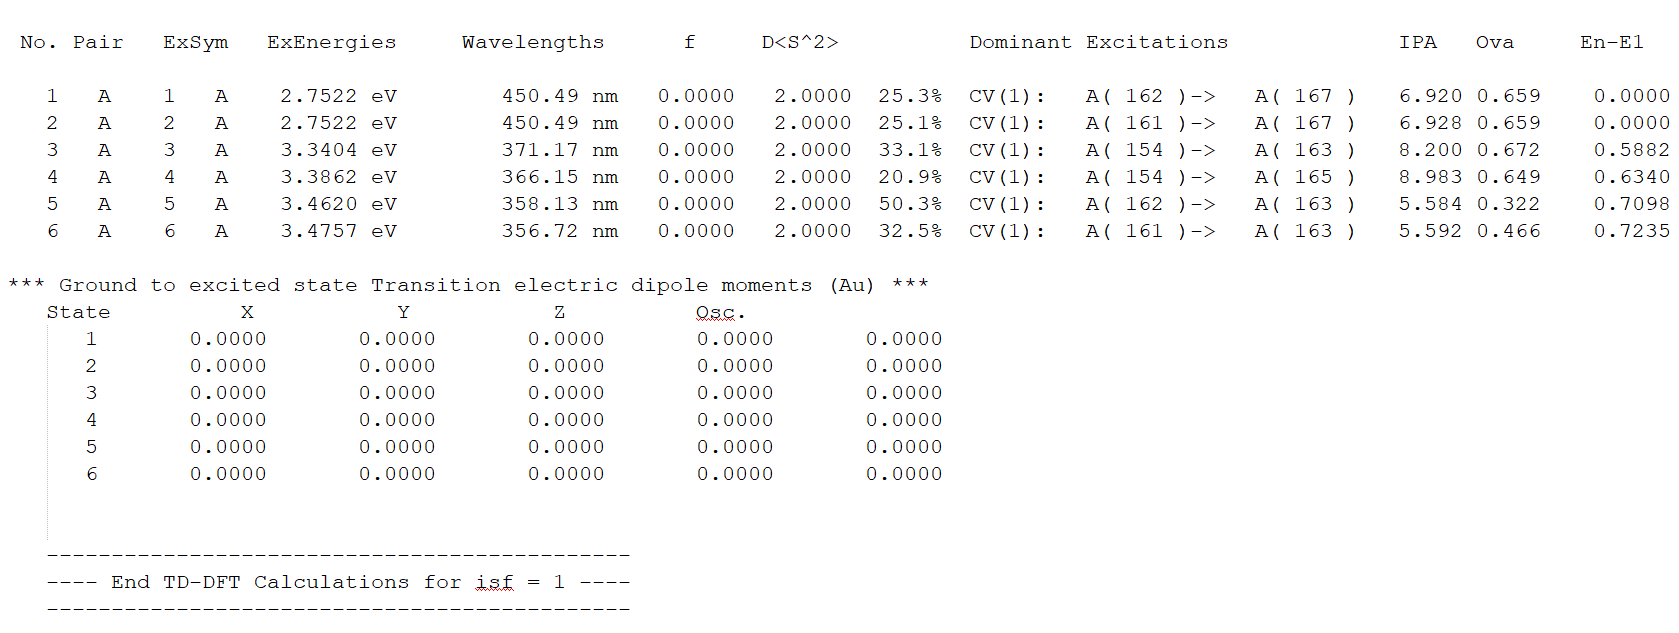 No. Pair ExSym ExEnergies Wavelengths f D<S^2> Dominant Excitations IPA Ova En-E1
1 A 1 A 2.7522 eV 450.49 nm 0.0000 2.0000 25.3% CV(1): A( 162 )-> A( 167 ) 6.920 0.659 0.0000
2 A 2 A 2.7522 eV 450.49 nm 0.0000 2.0000 25.1% CV(1): A( 161 )-> A( 167 ) 6.928 0.659 0.0000
3 A 3 A 3.3404 eV 371.17 nm 0.0000 2.0000 33.1% CV(1): A( 154 )-> A( 163 ) 8.200 0.672 0.5882
4 A 4 A 3.3862 eV 366.15 nm 0.0000 2.0000 20.9% CV(1): A( 154 )-> A( 165 ) 8.983 0.649 0.6340
5 A 5 A 3.4620 eV 358.13 nm 0.0000 2.0000 50.3% CV(1): A( 162 )-> A( 163 ) 5.584 0.322 0.7098
6 A 6 A 3.4757 eV 356.72 nm 0.0000 2.0000 32.5% CV(1): A( 161 )-> A( 163 ) 5.592 0.466 0.7235
*** Ground to excited state Transition electric dipole moments (Au) ***
State X Y Z Osc.
1 0.0000 0.0000 0.0000 0.0000 0.0000
2 0.0000 0.0000 0.0000 0.0000 0.0000
3 0.0000 0.0000 0.0000 0.0000 0.0000
4 0.0000 0.0000 0.0000 0.0000 0.0000
5 0.0000 0.0000 0.0000 0.0000 0.0000
6 0.0000 0.0000 0.0000 0.0000 0.0000
---------------------------------------------
---- End TD-DFT Calculations for isf = 1 ----
---------------------------------------------